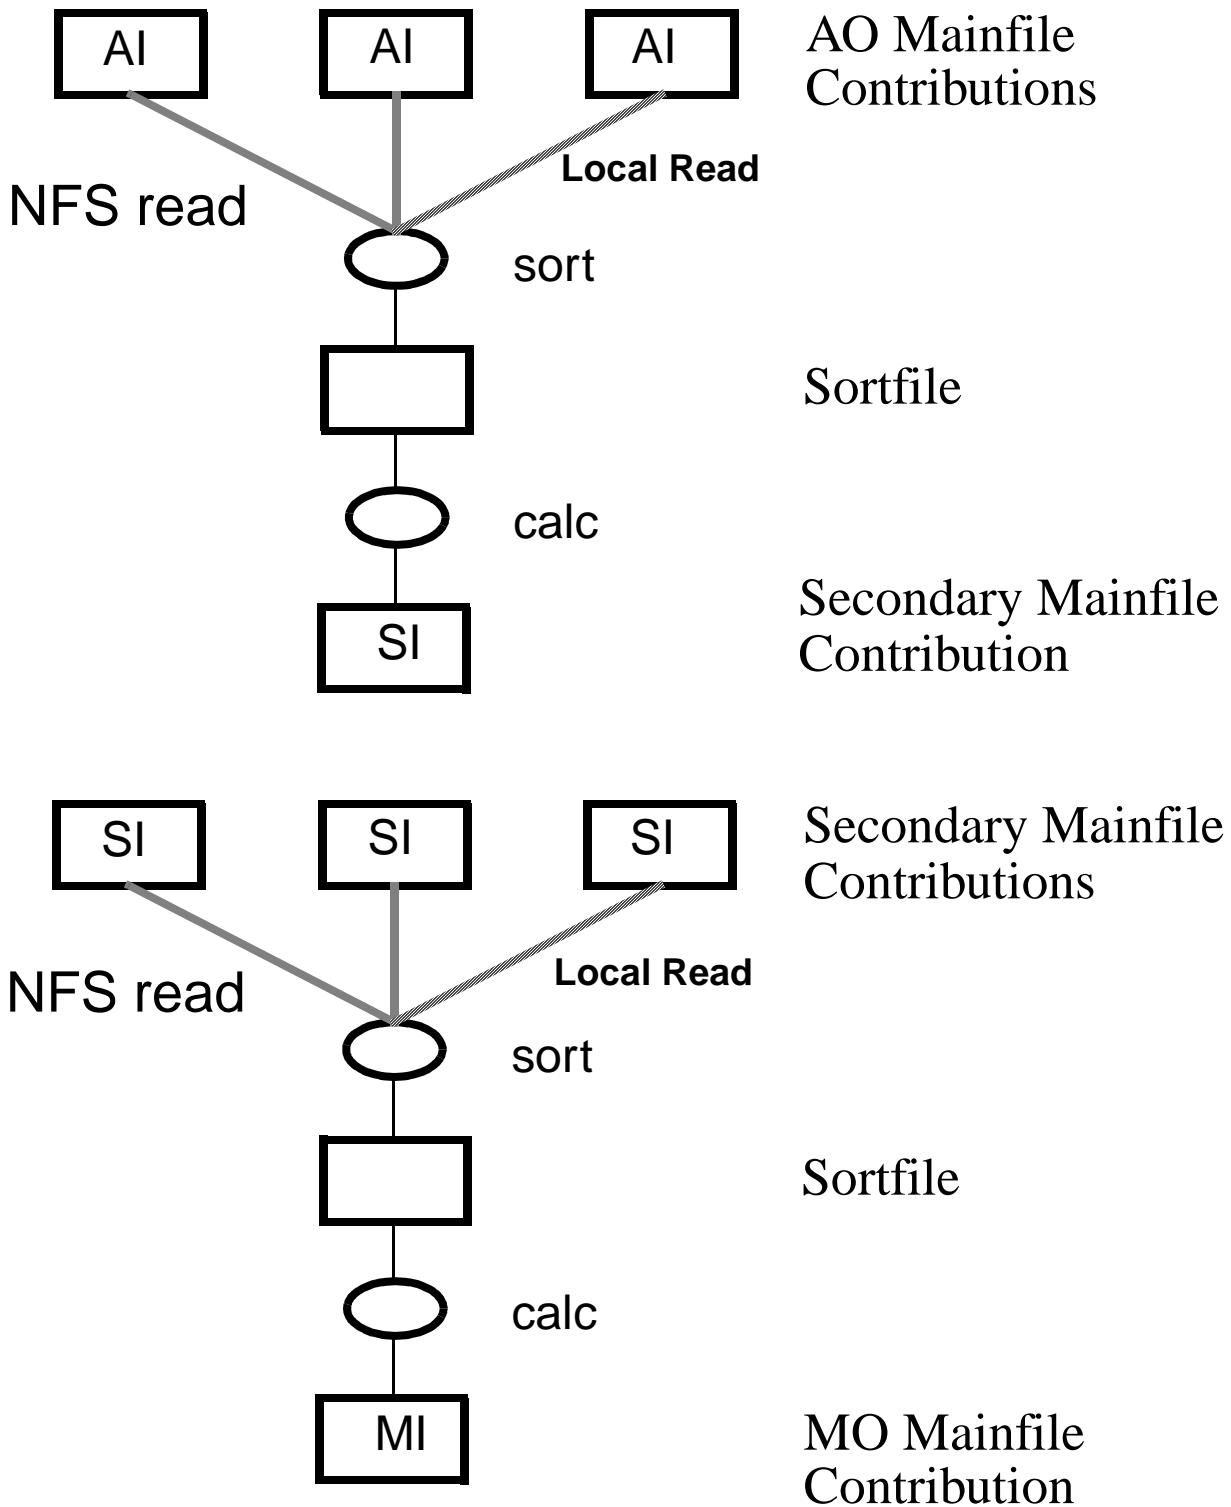 AI AI AI AO Mainfile
Contributions
Local Read
NFS read
sort
Sortfile
calc
Secondary Mainfile
SI Contribution
SI SI SI Secondary Mainfile
Contributions
Local Read
NFS read
sort
Sortfile
calc
MI MO Mainfile
Contribution